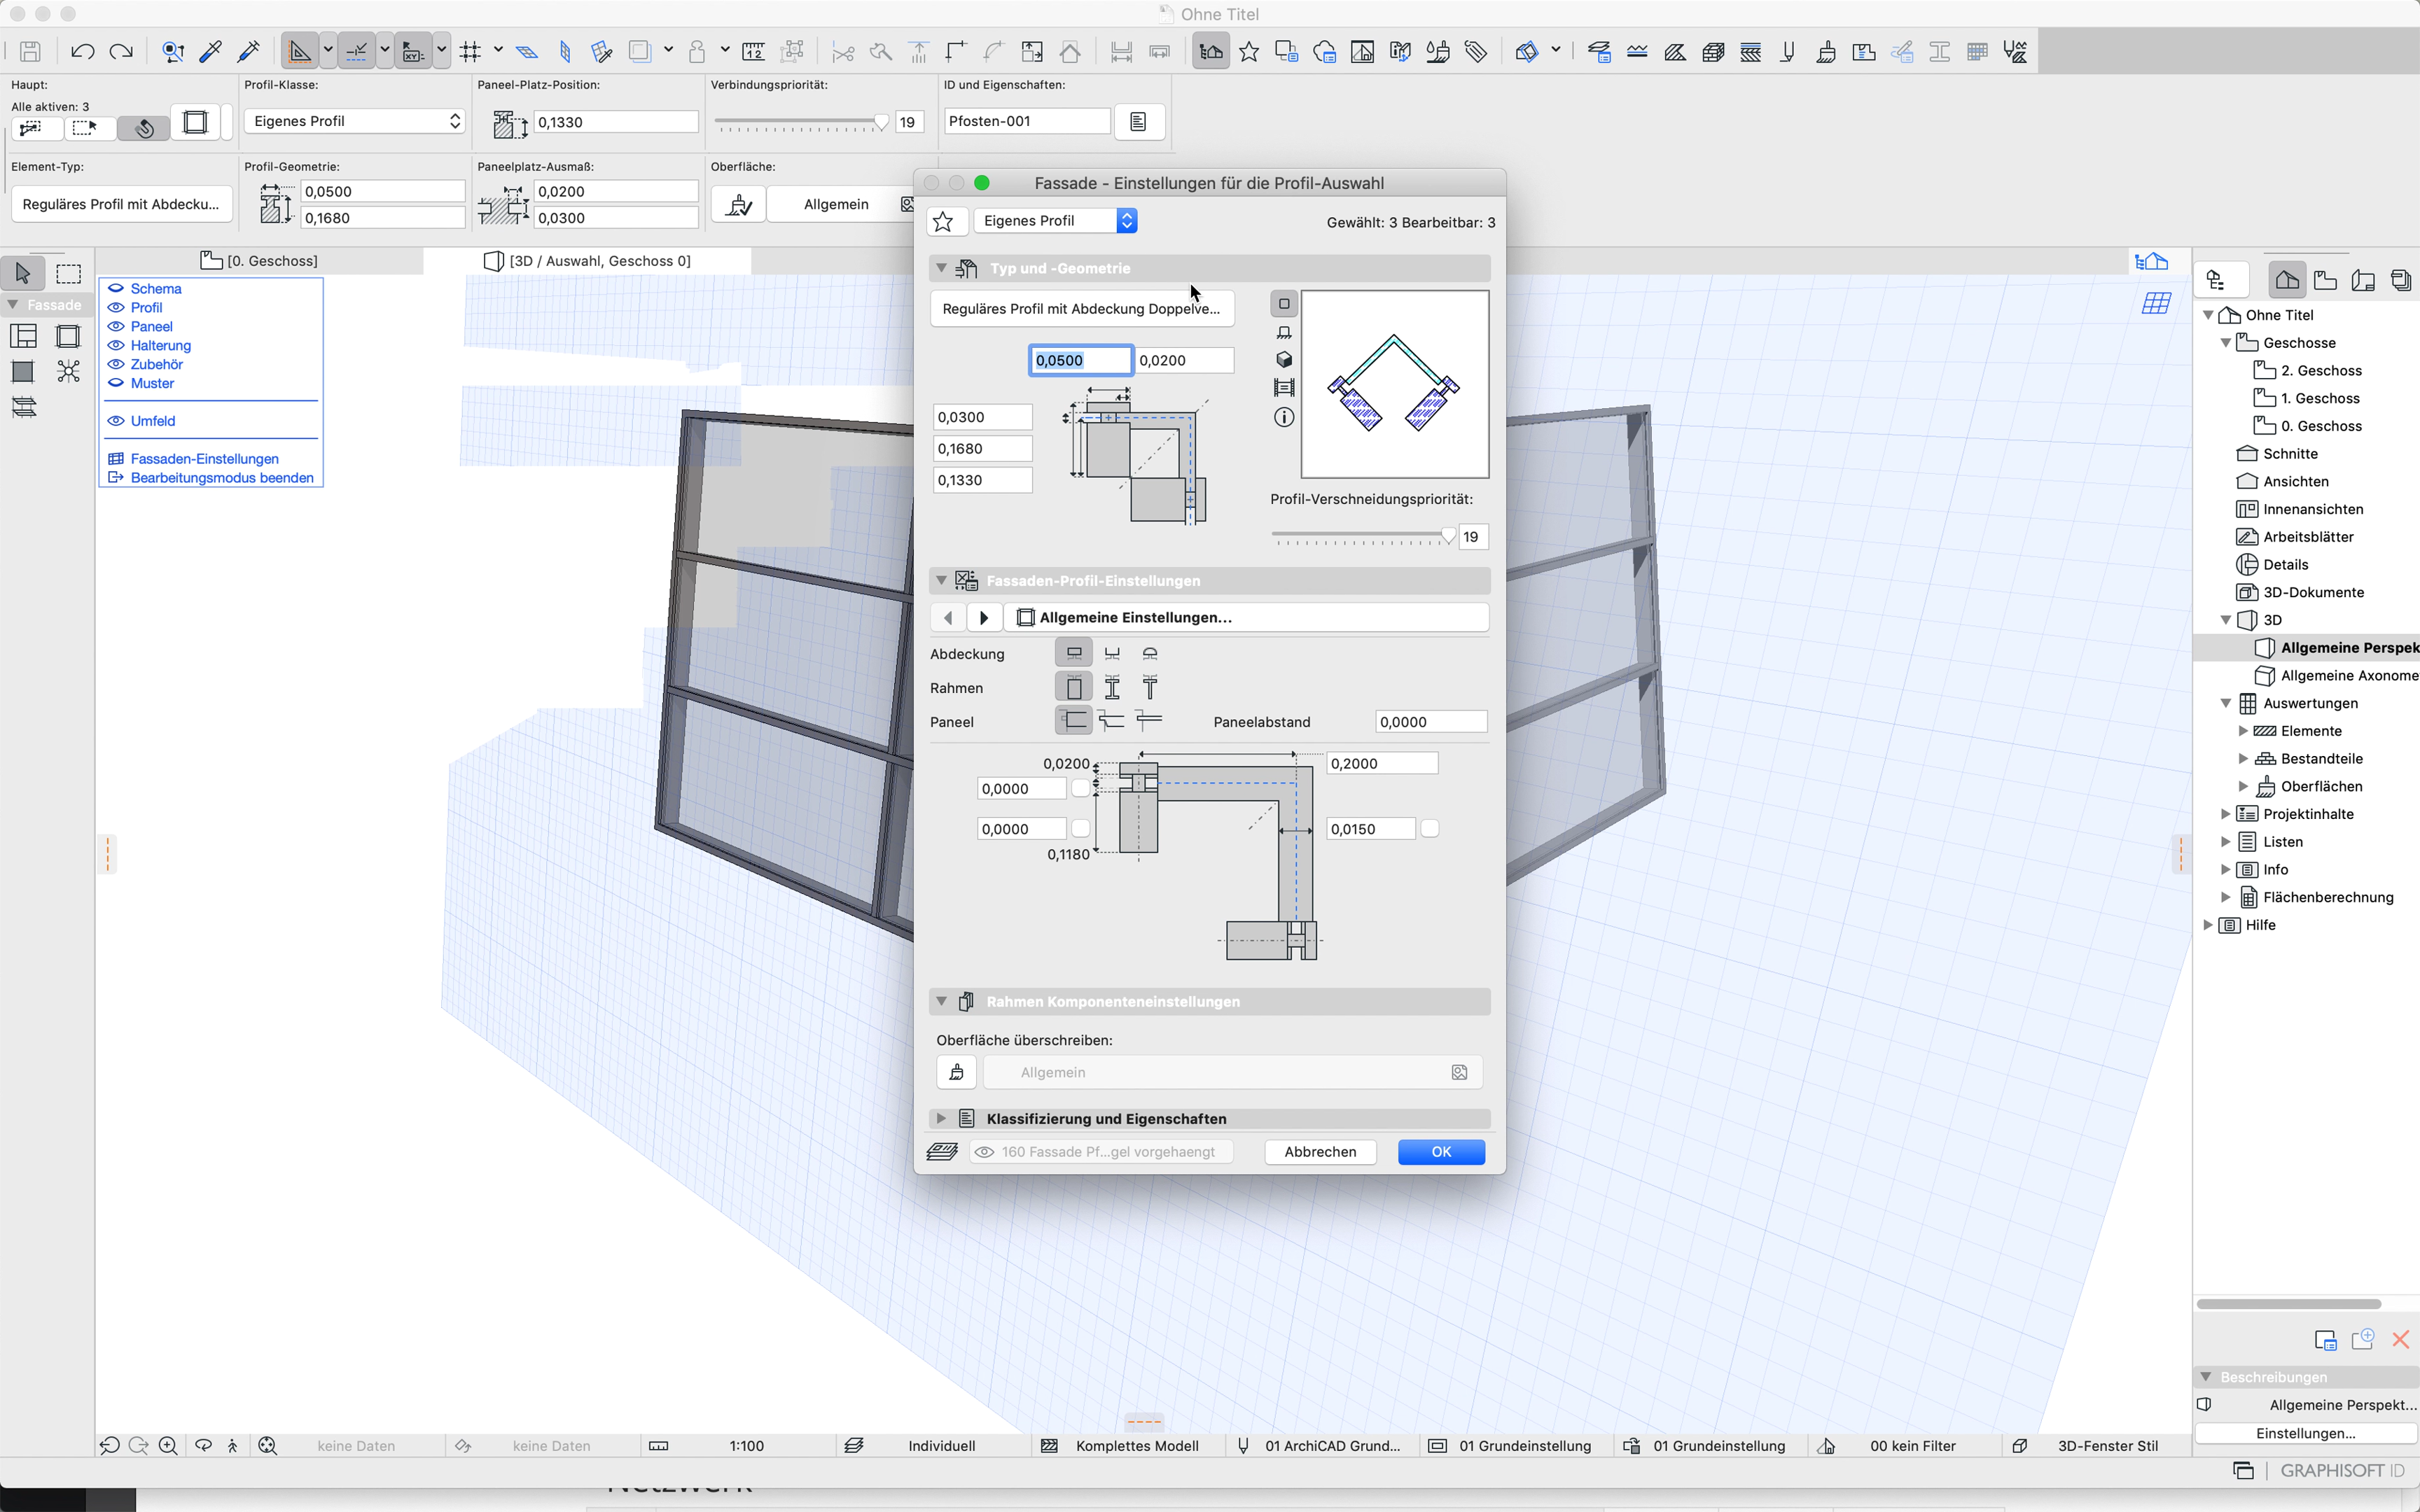 Ohne Titel
Haupt:
Alle aktiven: 3
Profil-Klasse:
Eigenes Profil
Paneel-Platz-Position:
0,1330
Verbindungspriorität:
19
ID und Eigenschaften:
Pfosten-001
Element-Typ:
Reguläres Profil mit Abdecku...
Profil-Geometrie:
0,0500
0,1680
Paneelplatz-Ausmaß:
0,0200
0,0300
Oberfläche:
Allgemein
[0. Geschoss]
[3D / Auswahl, Geschoss 0]
Fassade
Schema
Profil
Paneel
Halterung
Zubehör
Muster
Umfeld
Fassaden-Einstellungen
Bearbeitungsmodus beenden
Fassade - Einstellungen für die Profil-Auswahl
Eigenes Profil
Gewählt: 3 Bearbeitbar: 3
Typ und -Geometrie
Reguläres Profil mit Abdeckung Doppelve...
0,0500
0,0200
0,0300
0,1680
0,1330
Profil-Verschneidungspriorität:
19
Fassaden-Profil-Einstellungen
Allgemeine Einstellungen...
Abdeckung
Rahmen
Paneel
Paneelabstand
0,0000
0,0200
0,2000
0,0000
0,0000
0,0150
0,1180
Rahmen Komponenteneinstellungen
Oberfläche überschreiben:
Allgemein
Klassifizierung und Eigenschaften
160 Fassade Pf...gel vorgehaengt
Abbrechen
OK
Ohne Titel
Geschosse
2. Geschoss
1. Geschoss
0. Geschoss
Schnitte
Ansichten
Innenansichten
Arbeitsblätter
Details
3D-Dokumente
3D
Allgemeine Perspek
Allgemeine Axonome
Auswertungen
Elemente
Bestandteile
Oberflächen
Projektinhalte
Listen
Info
Flächenberechnung
Hilfe
Beschreibungen
Allgemeine Perspekt...
Einstellungen...
keine Daten
keine Daten
1:100
Individuell
Komplettes Modell
01 ArchiCAD Grund...
01 Grundeinstellung
01 Grundeinstellung
00 kein Filter
3D-Fenster Stil
GRAPHISOFT ID